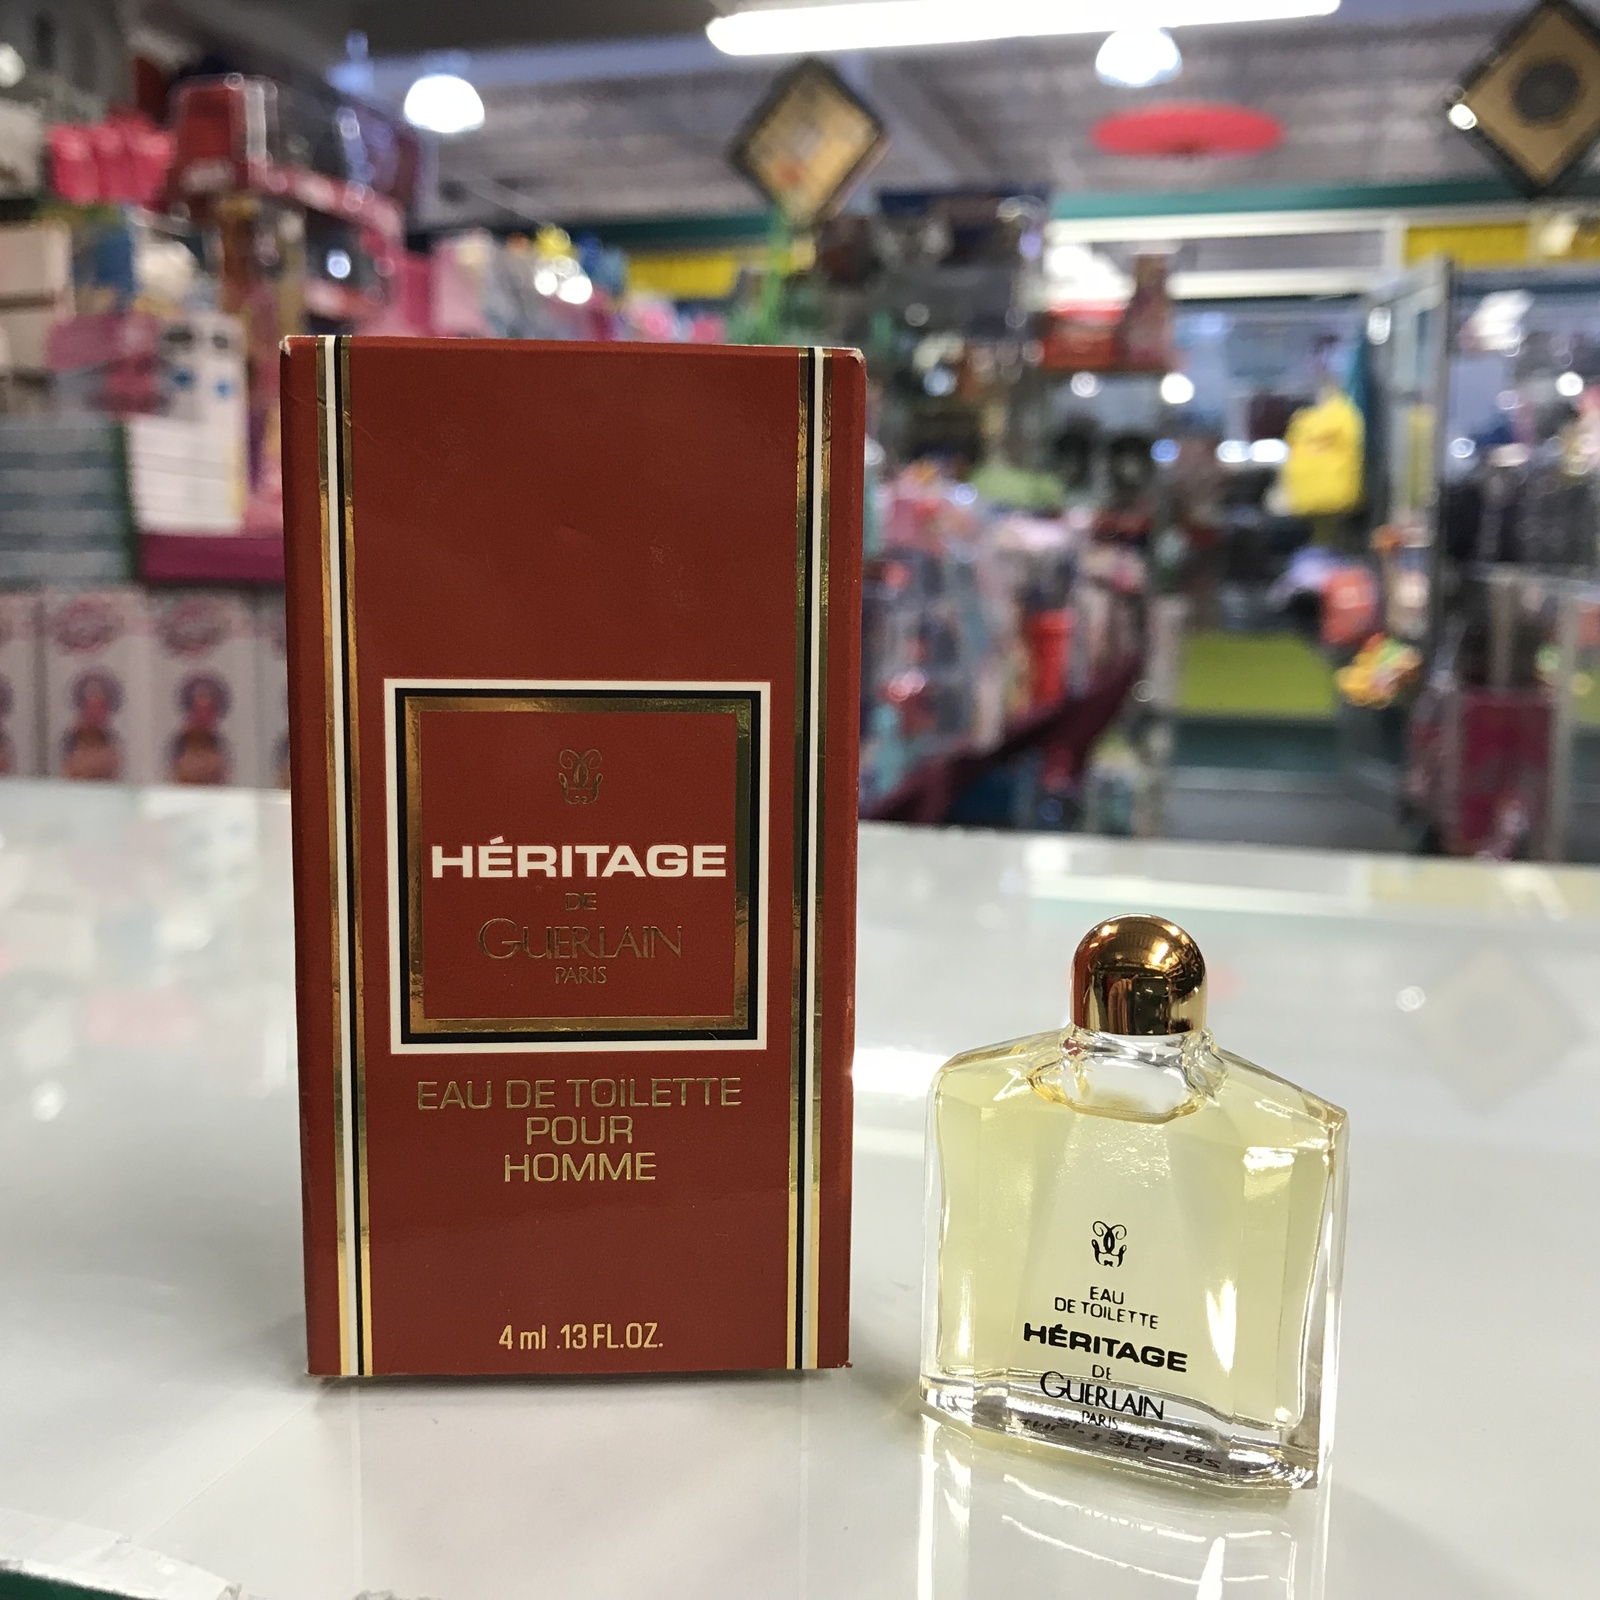 HÉRITAGE
DE
GUERLAIN
PARIS
EAU DE TOILETTE
POUR
HOMME
4 ml .13 FL.OZ.
EAU
DE TOILETTE
HÉRITAGE
DE
GUERLAIN
PARIS